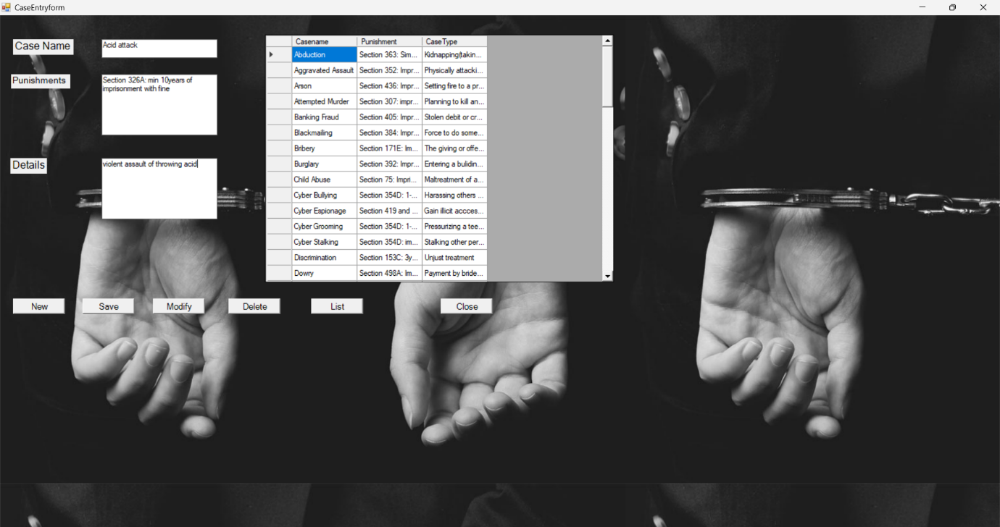 CaseEntryform
Case Name
Acid attack
Punishments
Section 326A: min 10years of
imprisonment with fine
Details
violent assault of throwing acid
Casename Punishment CaseType
Abduction Section 363: Sim... Kidnapping(takin...
Aggravated Assault Section 352: Impr... Physically attacki...
Arson Section 436: Impr... Setting fire to a pr...
Attempted Murder Section 307: impr... Planning to kill an...
Banking Fraud Section 405: Impr... Stolen debit or cr...
Blackmailing Section 384: Impr... Force to do some...
Bribery Section 171E: Im... The giving or offe...
Burglary Section 392: Impr... Entering a bulidin...
Child Abuse Section 75: Impri... Maltreatment of a...
Cyber Bullying Section 354D: 1-... Harassing others ...
Cyber Espionage Section 419 and ... Gain illicit accces...
Cyber Grooming Section 354D: 1-... Pressurizing a tee...
Cyber Stalking Section 354D: im... Stalking other per...
Discrimination Section 153C: 3y... Unjust treatment
Dowry Section 498A: Im... Payment by bride...
New Save Modify Delete List Close